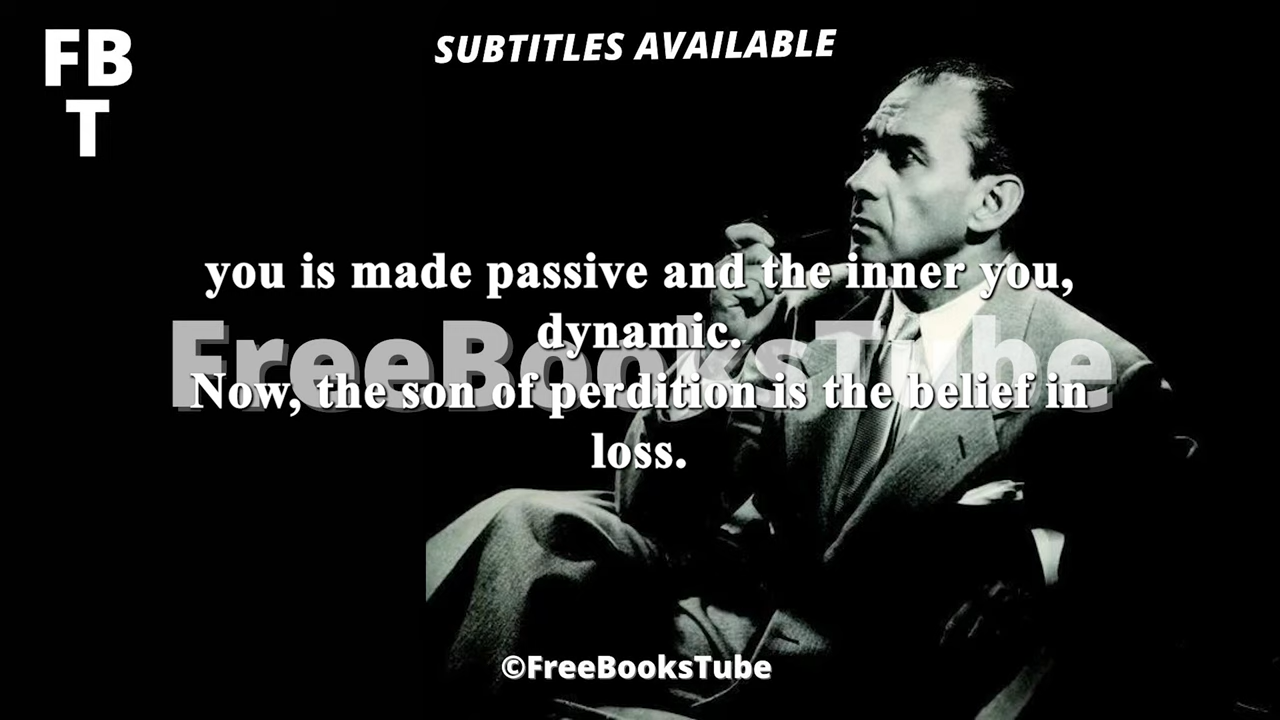 FB
T
SUBTITLES AVAILABLE
you is made passive and the inner you,
dynamic.
FreeBooksTube
Now, the son of perdition is the belief in
loss.
©FreeBooksTube